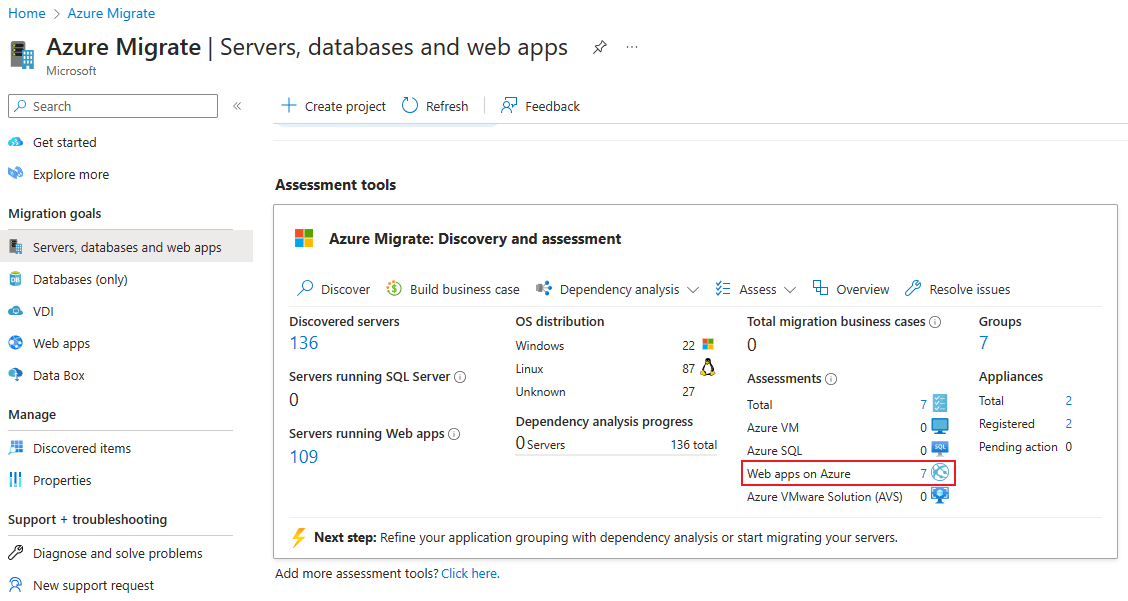 Home > Azure Migrate
Azure Migrate | Servers, databases and web apps ...
Microsoft
Search «
Create project Refresh Feedback
Get started
Explore more
Migration goals
Servers, databases and web apps
Databases (only)
VDI
Web apps
Data Box
Manage
Discovered items
Properties
Support + troubleshooting
Diagnose and solve problems
New support request
Assessment tools
Azure Migrate: Discovery and assessment
Discover Build business case Dependency analysis Assess Overview Resolve issues
Discovered servers
136
Servers running SQL Server
0
Servers running Web apps
109
OS distribution
Windows 22
Linux 87
Unknown 27
Dependency analysis progress
0 Servers 136 total
Total migration business cases
0
Assessments
Total 7
Azure VM 0
Azure SQL 0 SQL
Web apps on Azure 7
Azure VMware Solution (AVS) 0
Groups
7
Appliances
Total 2
Registered 2
Pending action 0
Next step: Refine your application grouping with dependency analysis or start migrating your servers.
Add more assessment tools? Click here.